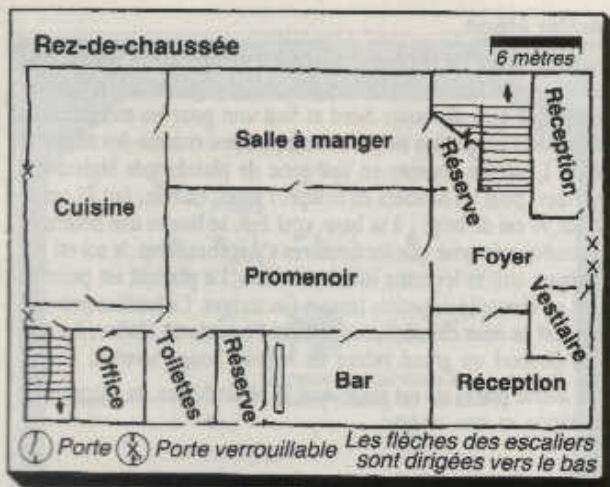 Rez-de-chaussée
6 mètres
Salle à manger
Réserve
Réception
Cuisine
Promenoir
Foyer
Vestiaire
Office
Toilettes
Réserve
Bar
Réception
Porte
Porte verrouillable
Les flèches des escaliers
sont dirigées vers le bas